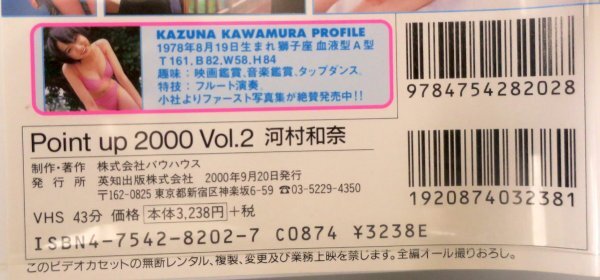 KAZUNA KAWAMURA PROFILE
1978年8月19日生まれ獅子座 血液型A型
T161.B82,W58.H84
趣味:映画鑑賞.音楽鑑賞.タップダンス.
特技:フルート演奏.
小社よりファースト写真集が絶賛発売中!!
9784754282028
Point up 2000 Vol.2 河村和奈
制作・著作 株式会社バウハウス
発行所 英知出版株式会社 2000年9月20日発行
〒162-0825 東京都新宿区神楽坂6-59 ☎03-5229-4350
1920874032381
VHS 43分 価格 本体3,238円+税
ISBN4-7542-8202-7 C0874 ¥3238E
このビデオカセットの無断レンタル、複製、変更及び業務上映を禁じます。全編オール撮りおろし。